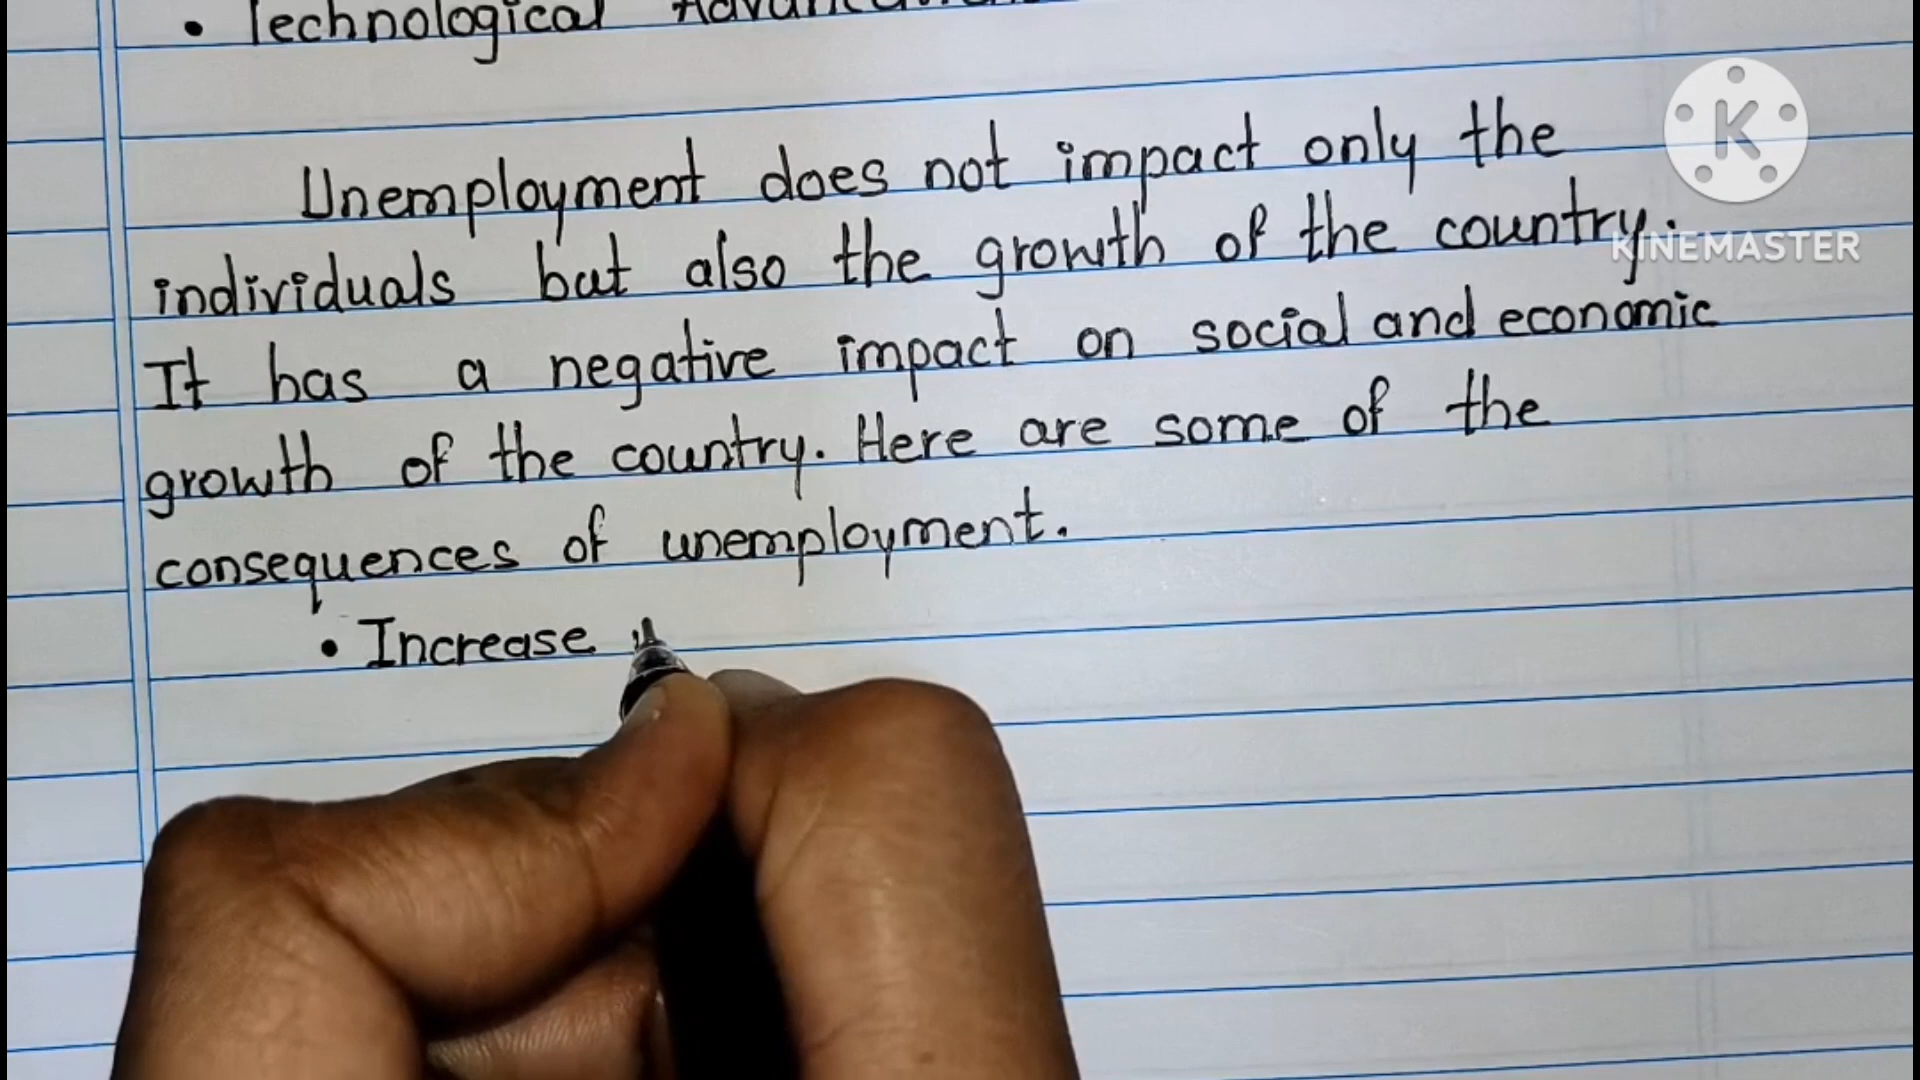 • Technological
Unemployment does not impact only the
individuals but also the growth of the country.
It has a negative impact on social and economic
growth of the country. Here are some of the
consequences of unemployment.
• Increase
K
KINEMASTER